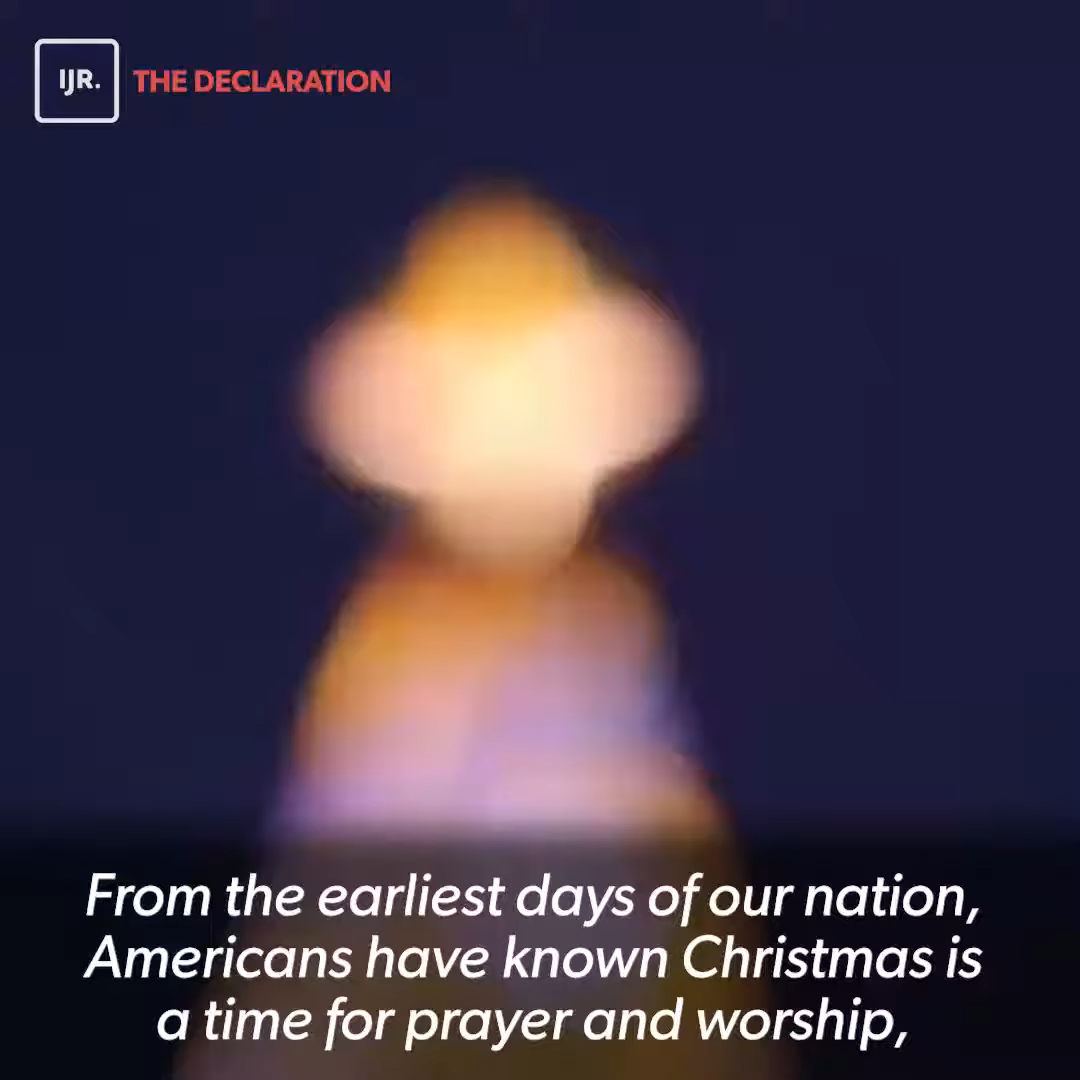 IJR. THE DECLARATION
From the earliest days of our nation,
Americans have known Christmas is
a time for prayer and worship,